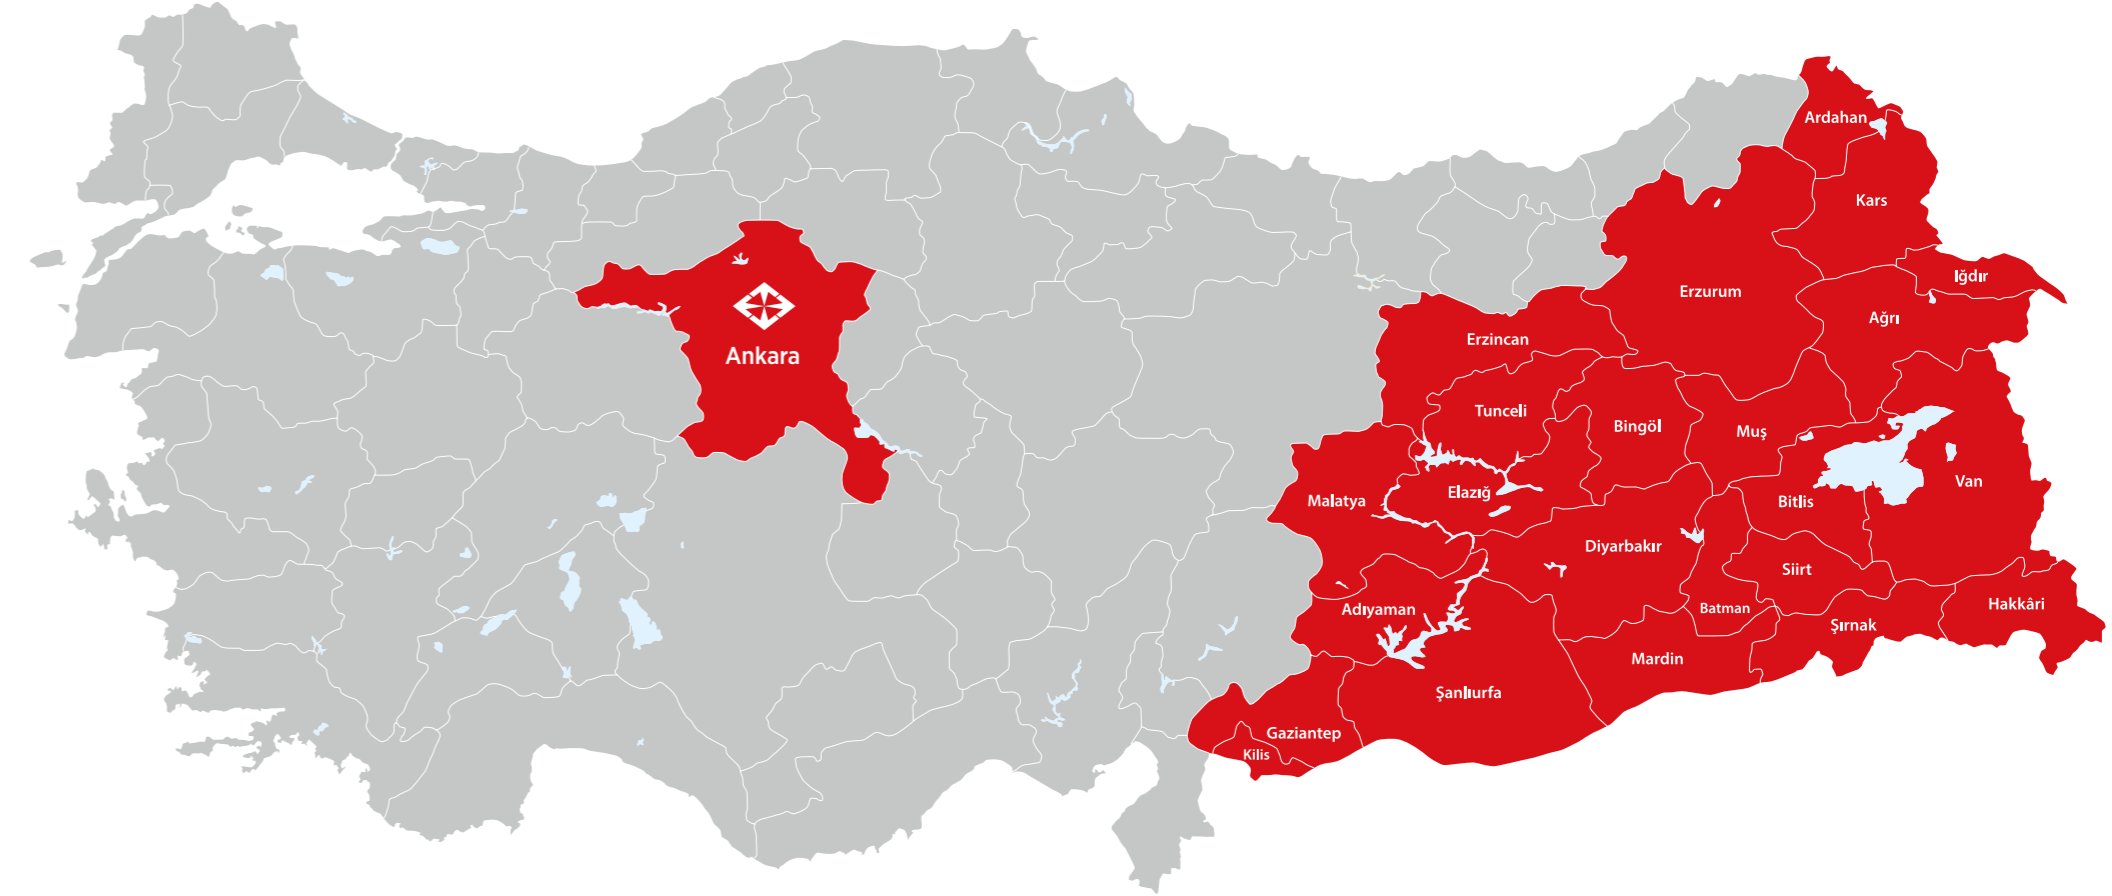 Ardahan
Kars
Iğdır
Erzurum
Ağrı
Erzincan
Ankara
Tunceli
Bingöl
Muş
Van
Elazığ
Malatya
Bitlis
Diyarbakır
Siirt
Hakkâri
Adıyaman
Batman
Şırnak
Mardin
Şanlıurfa
Gaziantep
Kilis